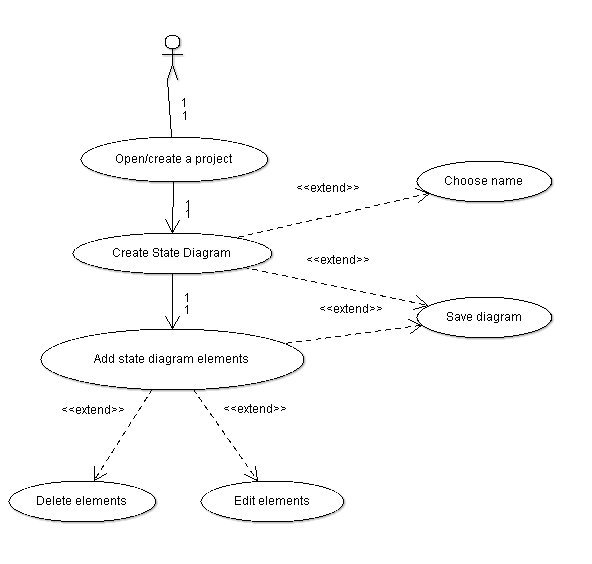 1
1
Open/create a project
<<extend>>
Choose name
1
1
Create State Diagram
<<extend>>
1
1
<<extend>>
Save diagram
Add state diagram elements
<<extend>>
<<extend>>
Delete elements
Edit elements